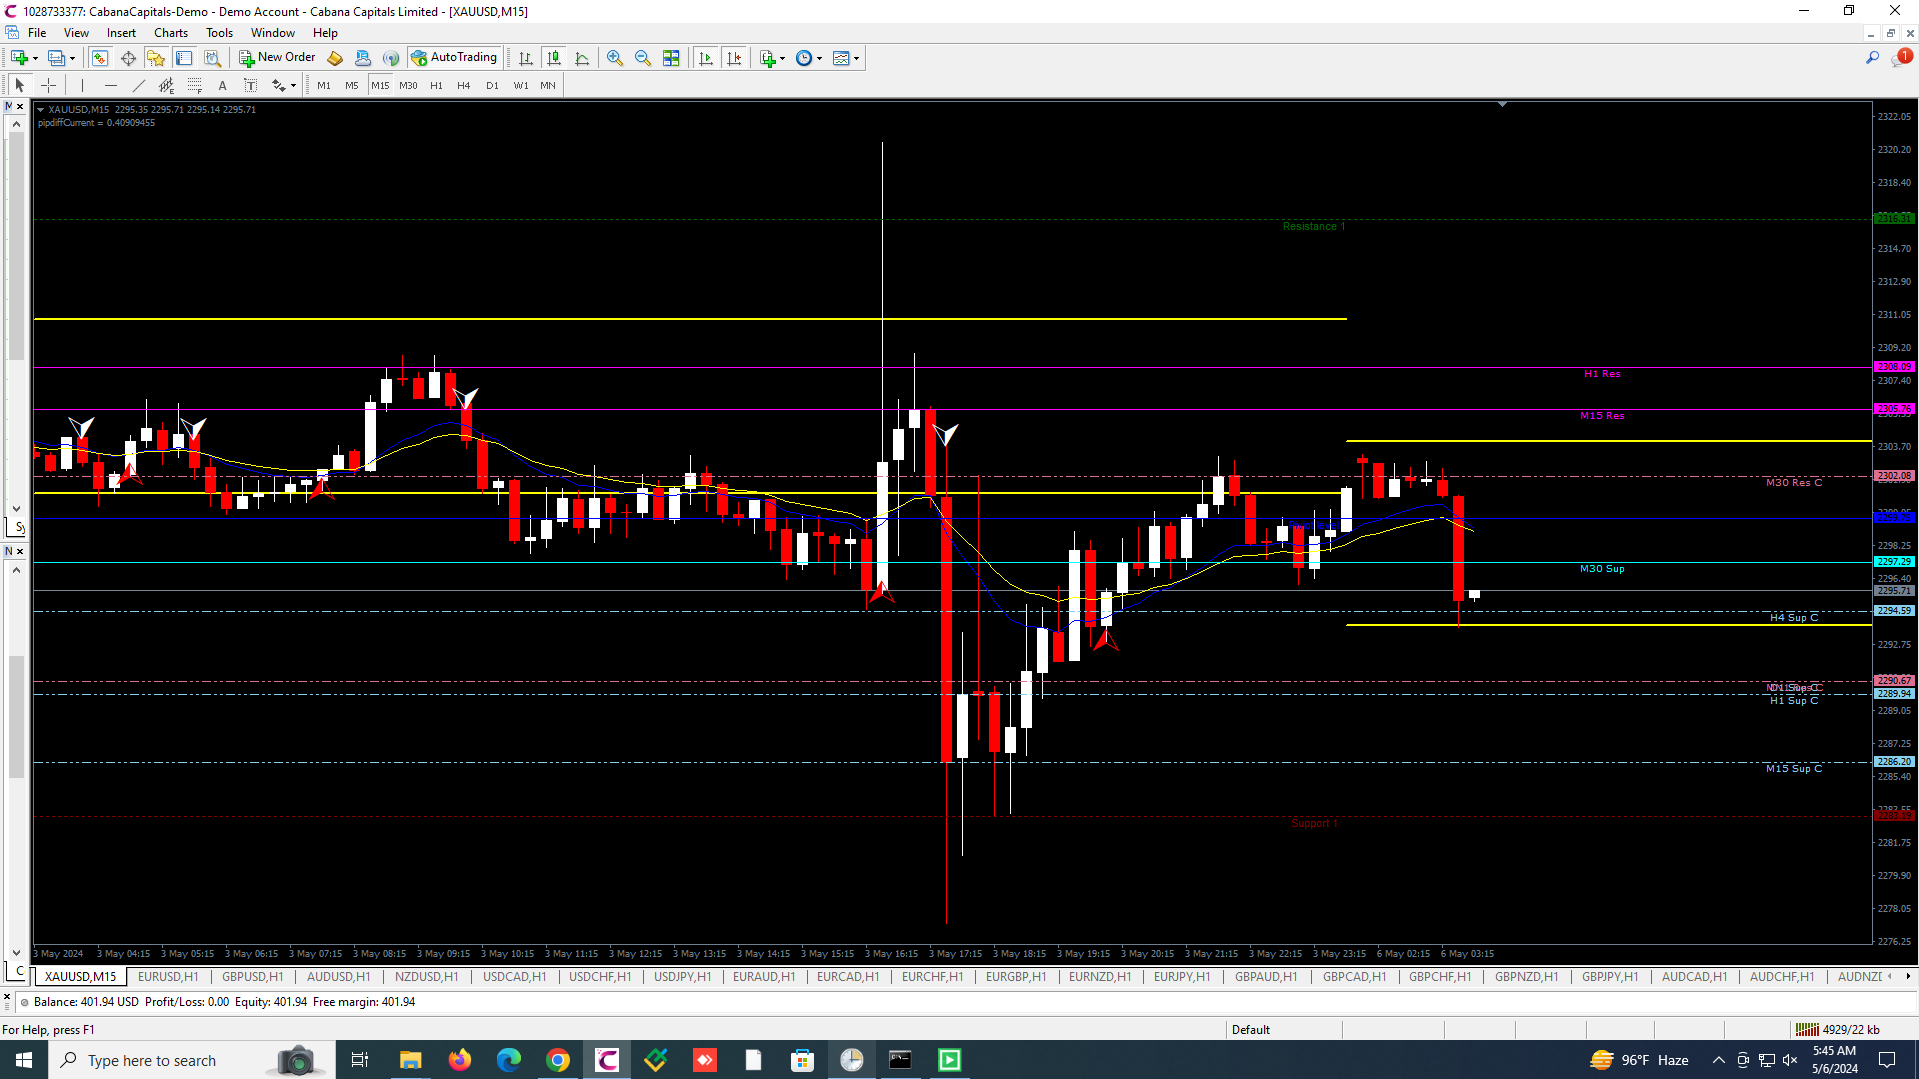 1028733377: CabanaCapitals-Demo - Demo Account - Cabana Capitals Limited - [XAUUSD,M15]
File View Insert Charts Tools Window Help
New Order AutoTrading
1
A T M1 M5 M15 M30 H1 H4 D1 W1 MN
XAUUSD,M15 2295.35 2295.71 2295.14 2295.71
pipdiffCurrent = 0.40909455
2322.05
2320.20
2318.40
2316.31
Resistance 1
2314.70
2312.90
2311.05
2309.20
2308.09
H1 Res
2307.40
2305.76
M15 Res
2303.70
2302.08
M30 Res C
2298.25
2297.29
M30 Sup
2296.40
2295.71
2294.59
H4 Sup C
2292.75
2290.67
2289.94
H1 Sup C
2289.05
2287.25
2286.20
M15 Sup C
2285.40
Support 1
2281.75
2279.90
2278.05
2276.25
3 May 2024 3 May 04:15 3 May 05:15 3 May 06:15 3 May 07:15 3 May 08:15 3 May 09:15 3 May 10:15 3 May 11:15 3 May 12:15 3 May 13:15 3 May 14:15 3 May 15:15 3 May 16:15 3 May 17:15 3 May 18:15 3 May 19:15 3 May 20:15 3 May 21:15 3 May 22:15 3 May 23:15 6 May 02:15 6 May 03:15
XAUUSD,M15 EURUSD,H1 GBPUSD,H1 AUDUSD,H1 NZDUSD,H1 USDCAD,H1 USDCHF,H1 USDJPY,H1 EURAUD,H1 EURCAD,H1 EURCHF,H1 EURGBP,H1 EURNZD,H1 EURJPY,H1 GBPAUD,H1 GBPCAD,H1 GBPCHF,H1 GBPNZD,H1 GBPJPY,H1 AUDCAD,H1 AUDCHF,H1 AUDNZD
Balance: 401.94 USD Profit/Loss: 0.00 Equity: 401.94 Free margin: 401.94
For Help, press F1 Default 4929/22 kb
Type here to search 96°F Haze 5:45 AM
5/6/2024